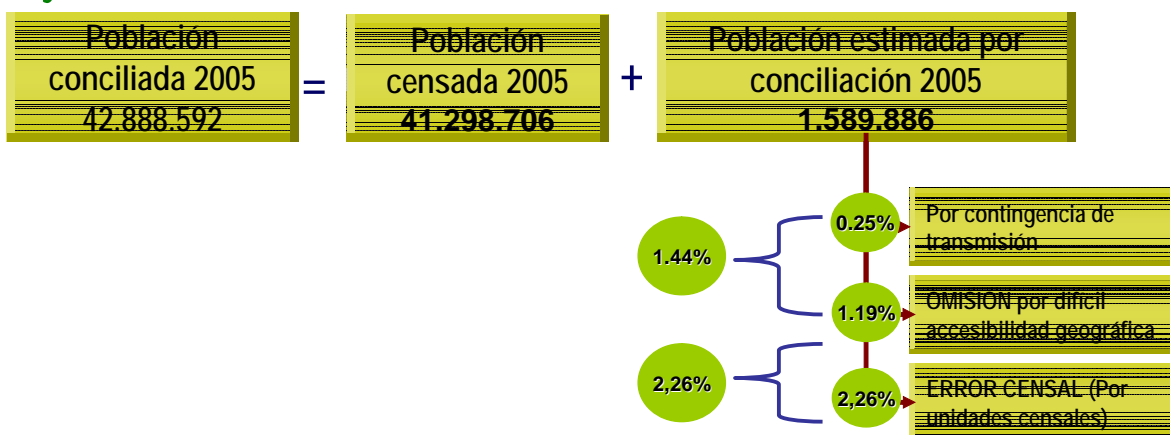 Población
conciliada 2005
42.888.592
=
Población
censada 2005
41.298.706
+
Población estimada por
conciliación 2005
1.589.886
0.25%
Por contingencia de
transmisión
1.44%
1.19%
OMISION por difícil
accesibilidad geográfica
2,26%
2,26%
ERROR CENSAL (Por
unidades censales)